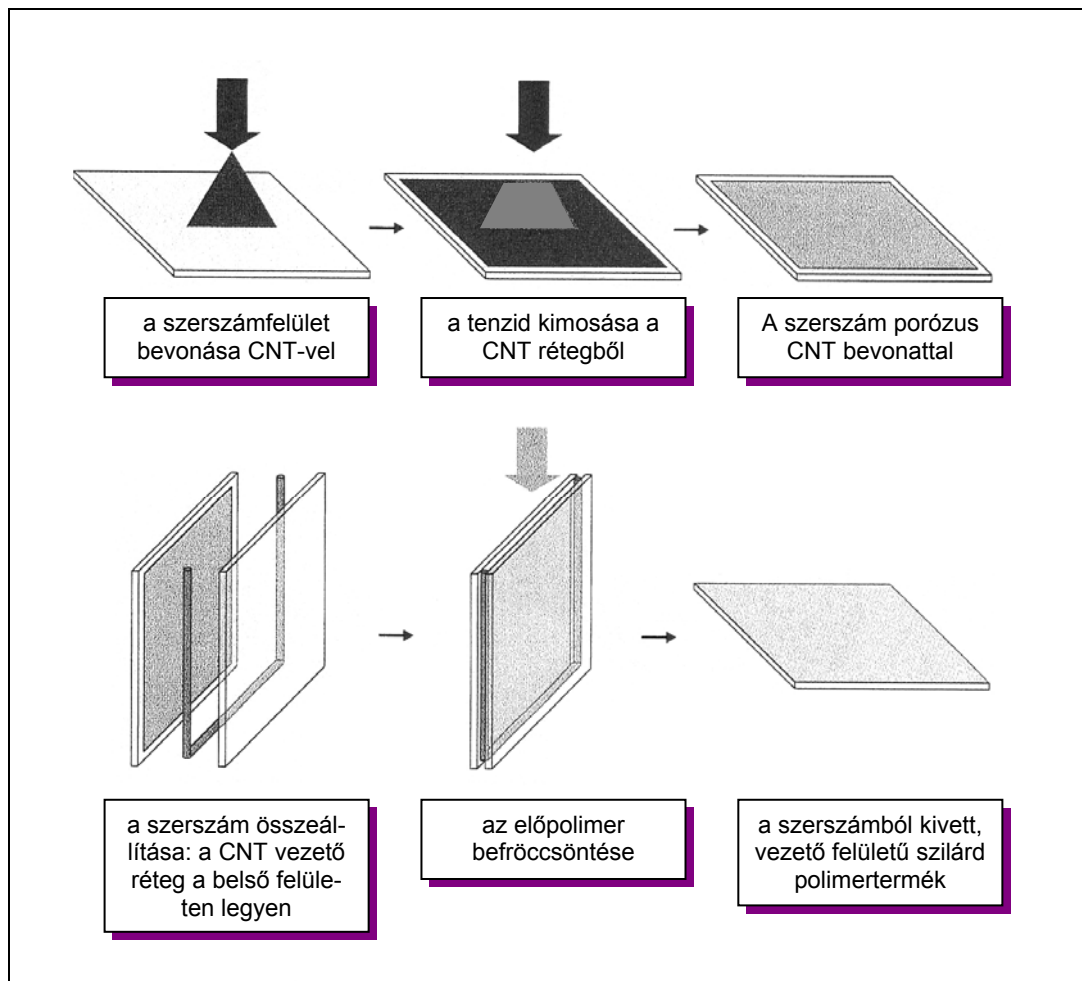 a szerszámfelület
bevonása CNT-vel
a tenzid kimosása a
CNT rétegből
A szerszám porózus
CNT bevonattal
a szerszám összeál-
lítása: a CNT vezető
réteg a belső felüle-
ten legyen
az előpolimer
befröccsöntése
a szerszámból kivett,
vezető felületű szilárd
polimertermék